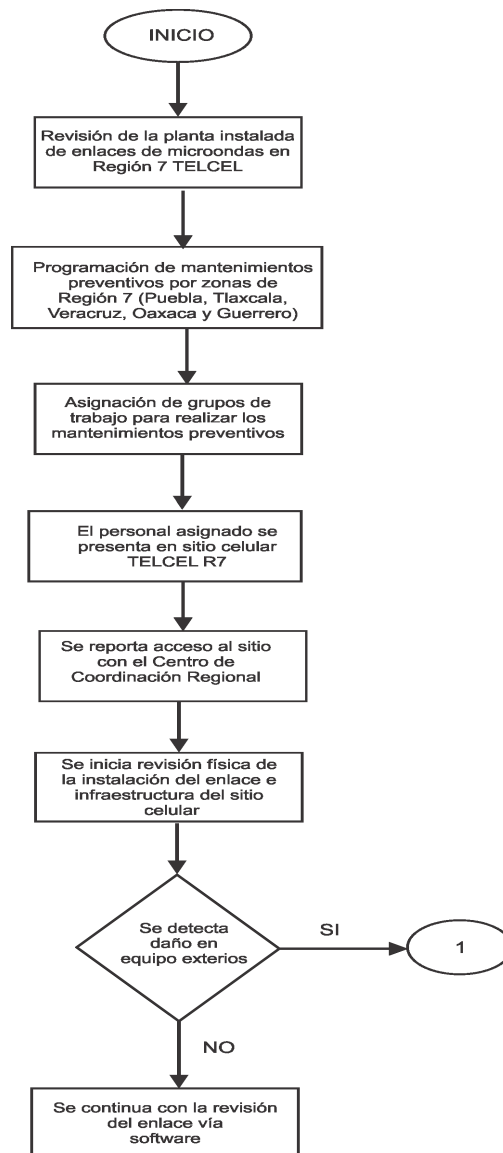 INICIO
Revisión de la planta instalada
de enlaces de microondas en
Región 7 TELCEL
Programación de mantenimientos
preventivos por zonas de
Región 7 (Puebla, Tlaxcala,
Veracruz, Oaxaca y Guerrero)
Asignación de grupos de
trabajo para realizar los
mantenimientos preventivos
El personal asignado se
presenta en sitio celular
TELCEL R7
Se reporta acceso al sitio
con el Centro de
Coordinación Regional
Se inicia revisión física de
la instalación del enlace e
infraestructura del sitio
celular
Se detecta
daño en
equipo exterios
SI
1
NO
Se continua con la revisión
del enlace vía
software